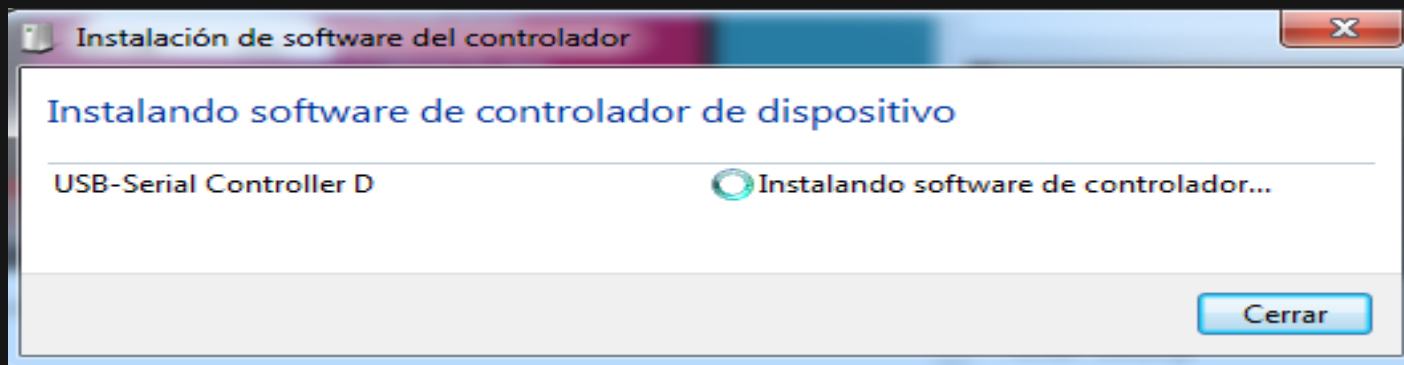 Instalación de software del controlador
Instalando software de controlador de dispositivo
USB-Serial Controller D
Instalando software de controlador...
Cerrar